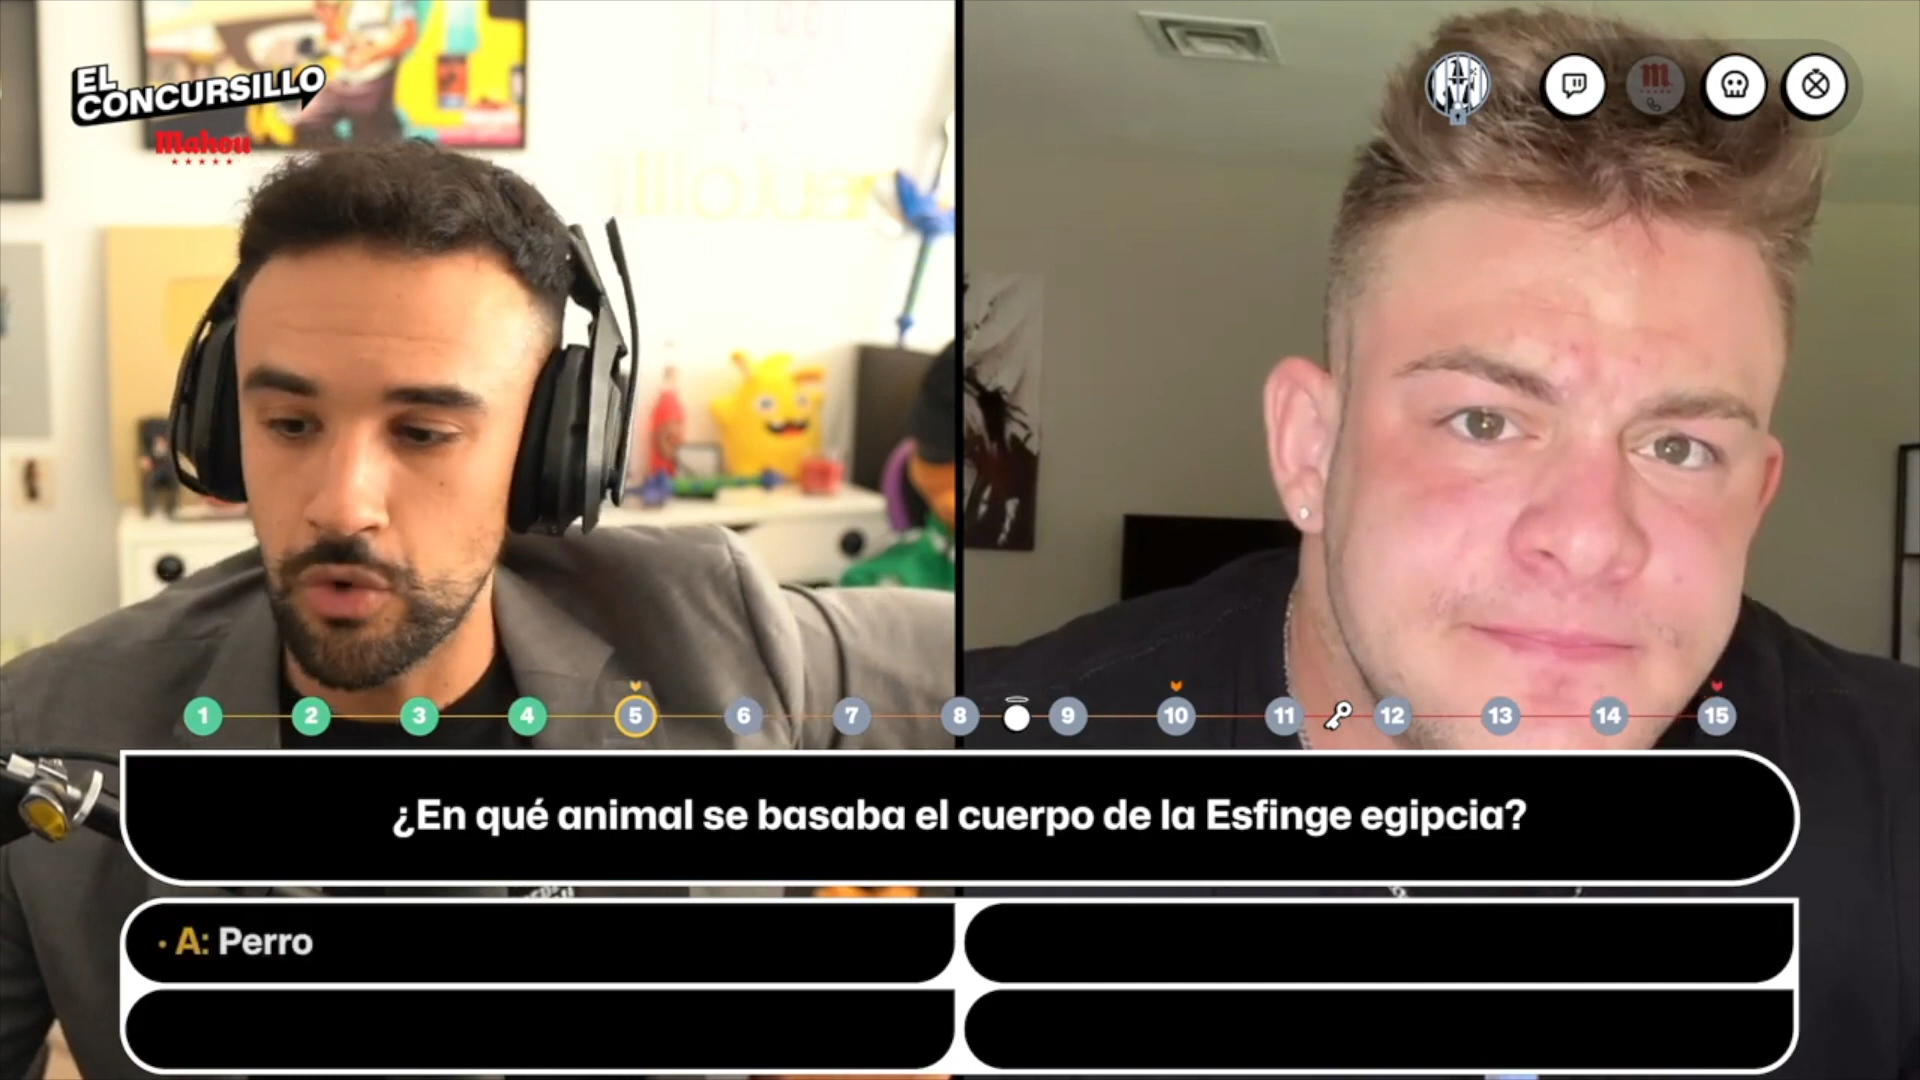 EL
CONCURSILLO
Mahou
1 2 3 4 5 6 7 8 9 10 11 12 13 14 15
¿En qué animal se basaba el cuerpo de la Esfinge egipcia?
· A: Perro